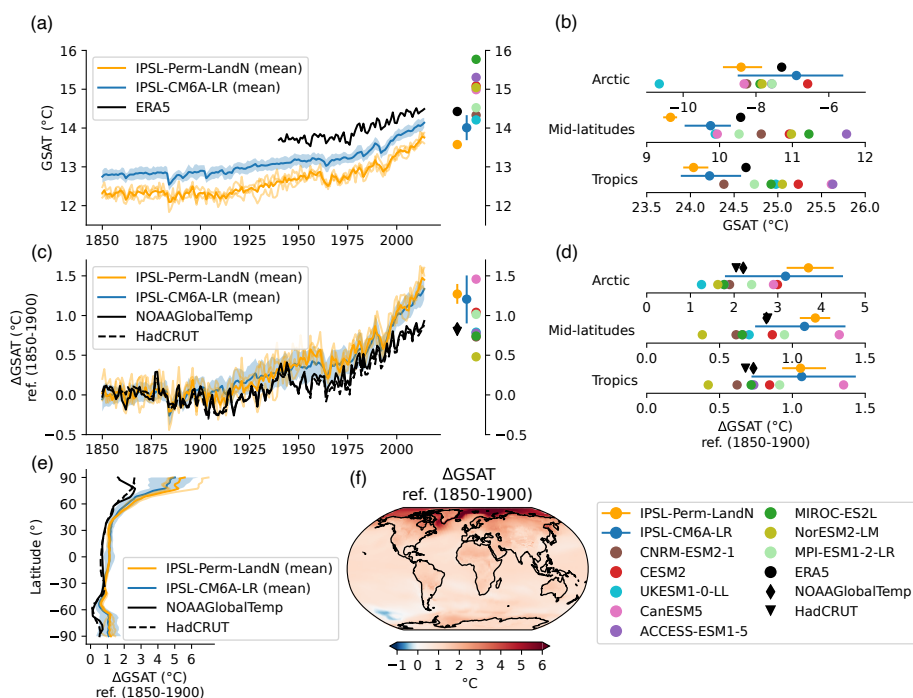 (a)
16
15
14
13
12
GSAT (°C)
IPSL-Perm-LandN (mean)
IPSL-CM6A-LR (mean)
ERA5
1850 1875 1900 1925 1950 1975 2000
16
15
14
13
12
(b)
Arctic
−10 −8 −6
Mid-latitudes
9 10 11 12
Tropics
23.5 24.0 24.5 25.0 25.6 26.0
GSAT (°C)
(c)
1.5
1.0
0.5
0.0
−0.5
ΔGSAT (°C)
ref. (1850-1900)
IPSL-Perm-LandN (mean)
IPSL-CM6A-LR (mean)
NOAAGlobalTemp
HadCRUT
1850 1875 1900 1925 1950 1975 2000
1.5
1.0
0.5
0.0
−0.5
(d)
Arctic
0 1 2 3 4 5
Mid-latitudes
0.0 0.5 1.0 1.5
Tropics
0.0 0.5 1.0 1.5
ΔGSAT (°C)
ref. (1850-1900)
(e)
90
60
30
0
−30
−60
−90
Latitude (°)
IPSL-Perm-LandN (mean)
IPSL-CM6A-LR (mean)
NOAAGlobalTemp
HadCRUT
0 1 2 3 4 5 6
ΔGSAT (°C)
ref. (1850-1900)
(f)
ΔGSAT
ref. (1850-1900)
−1 0 1 2 3 4 5 6
°C
IPSL-Perm-LandN
IPSL-CM6A-LR
CNRM-ESM2-1
CESM2
UKESM1-0-LL
CanESM5
ACCESS-ESM1-5
MIROC-ES2L
NorESM2-LM
MPI-ESM1-2-LR
ERA5
NOAAGlobalTemp
HadCRUT